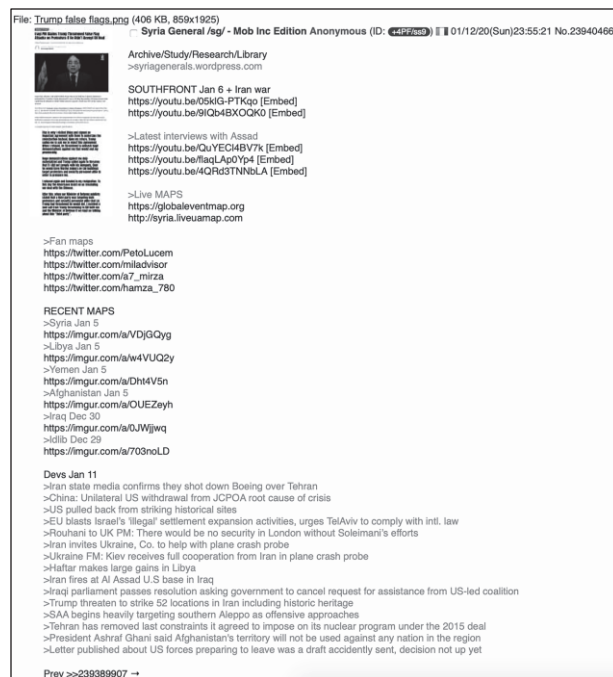 File: Trump false flags.png (406 KB, 859x1925)
Syria General /sg/ - Mob Inc Edition Anonymous (ID: +4PF/ss9) 01/12/20(Sun)23:55:21 No.23940466
Archive/Study/Research/Library
>syriagenerals.wordpress.com
SOUTHFRONT Jan 6 + Iran war
https://youtu.be/05kIG-PTKqo [Embed]
https://youtu.be/9IQb4BXOQK0 [Embed]
>Latest interviews with Assad
https://youtu.be/QuYECl4BV7k [Embed]
https://youtu.be/flaqLAp0Yp4 [Embed]
https://youtu.be/4QRd3TNNbLA [Embed]
>Live MAPS
https://globaleventmap.org
http://syria.liveuamap.com
>Fan maps
https://twitter.com/PetoLucem
https://twitter.com/miladvisor
https://twitter.com/a7_mirza
https://twitter.com/hamza_780
RECENT MAPS
>Syria Jan 5
https://imgur.com/a/VDjGQyg
>Libya Jan 5
https://imgur.com/a/w4VUQ2y
>Yemen Jan 5
https://imgur.com/a/Dht4V5n
>Afghanistan Jan 5
https://imgur.com/a/OUEZeyh
>Iraq Dec 30
https://imgur.com/a/0JWjjwq
>Idlib Dec 29
https://imgur.com/a/703noLD
Devs Jan 11
>Iran state media confirms they shot down Boeing over Tehran
>China: Unilateral US withdrawal from JCPOA root cause of crisis
>US pulled back from striking historical sites
>EU blasts Israel's 'illegal' settlement expansion activities, urges TelAviv to comply with intl. law
>Rouhani to UK PM: There would be no security in London without Soleimani's efforts
>Iran invites Ukraine, Co. to help with plane crash probe
>Ukraine FM: Kiev receives full cooperation from Iran in plane crash probe
>Haftar makes large gains in Libya
>Iran fires at Al Assad U.S base in Iraq
>Iraqi parliament passes resolution asking government to cancel request for assistance from US-led coalition
>Trump threaten to strike 52 locations in Iran including historic heritage
>SAA begins heavily targeting southern Aleppo as offensive approaches
>Tehran has removed last constraints it agreed to impose on its nuclear program under the 2015 deal
>President Ashraf Ghani said Afghanistan's territory will not be used against any nation in the region
>Letter published about US forces preparing to leave was a draft accidently sent, decision not up yet
Prev >>239389907 →